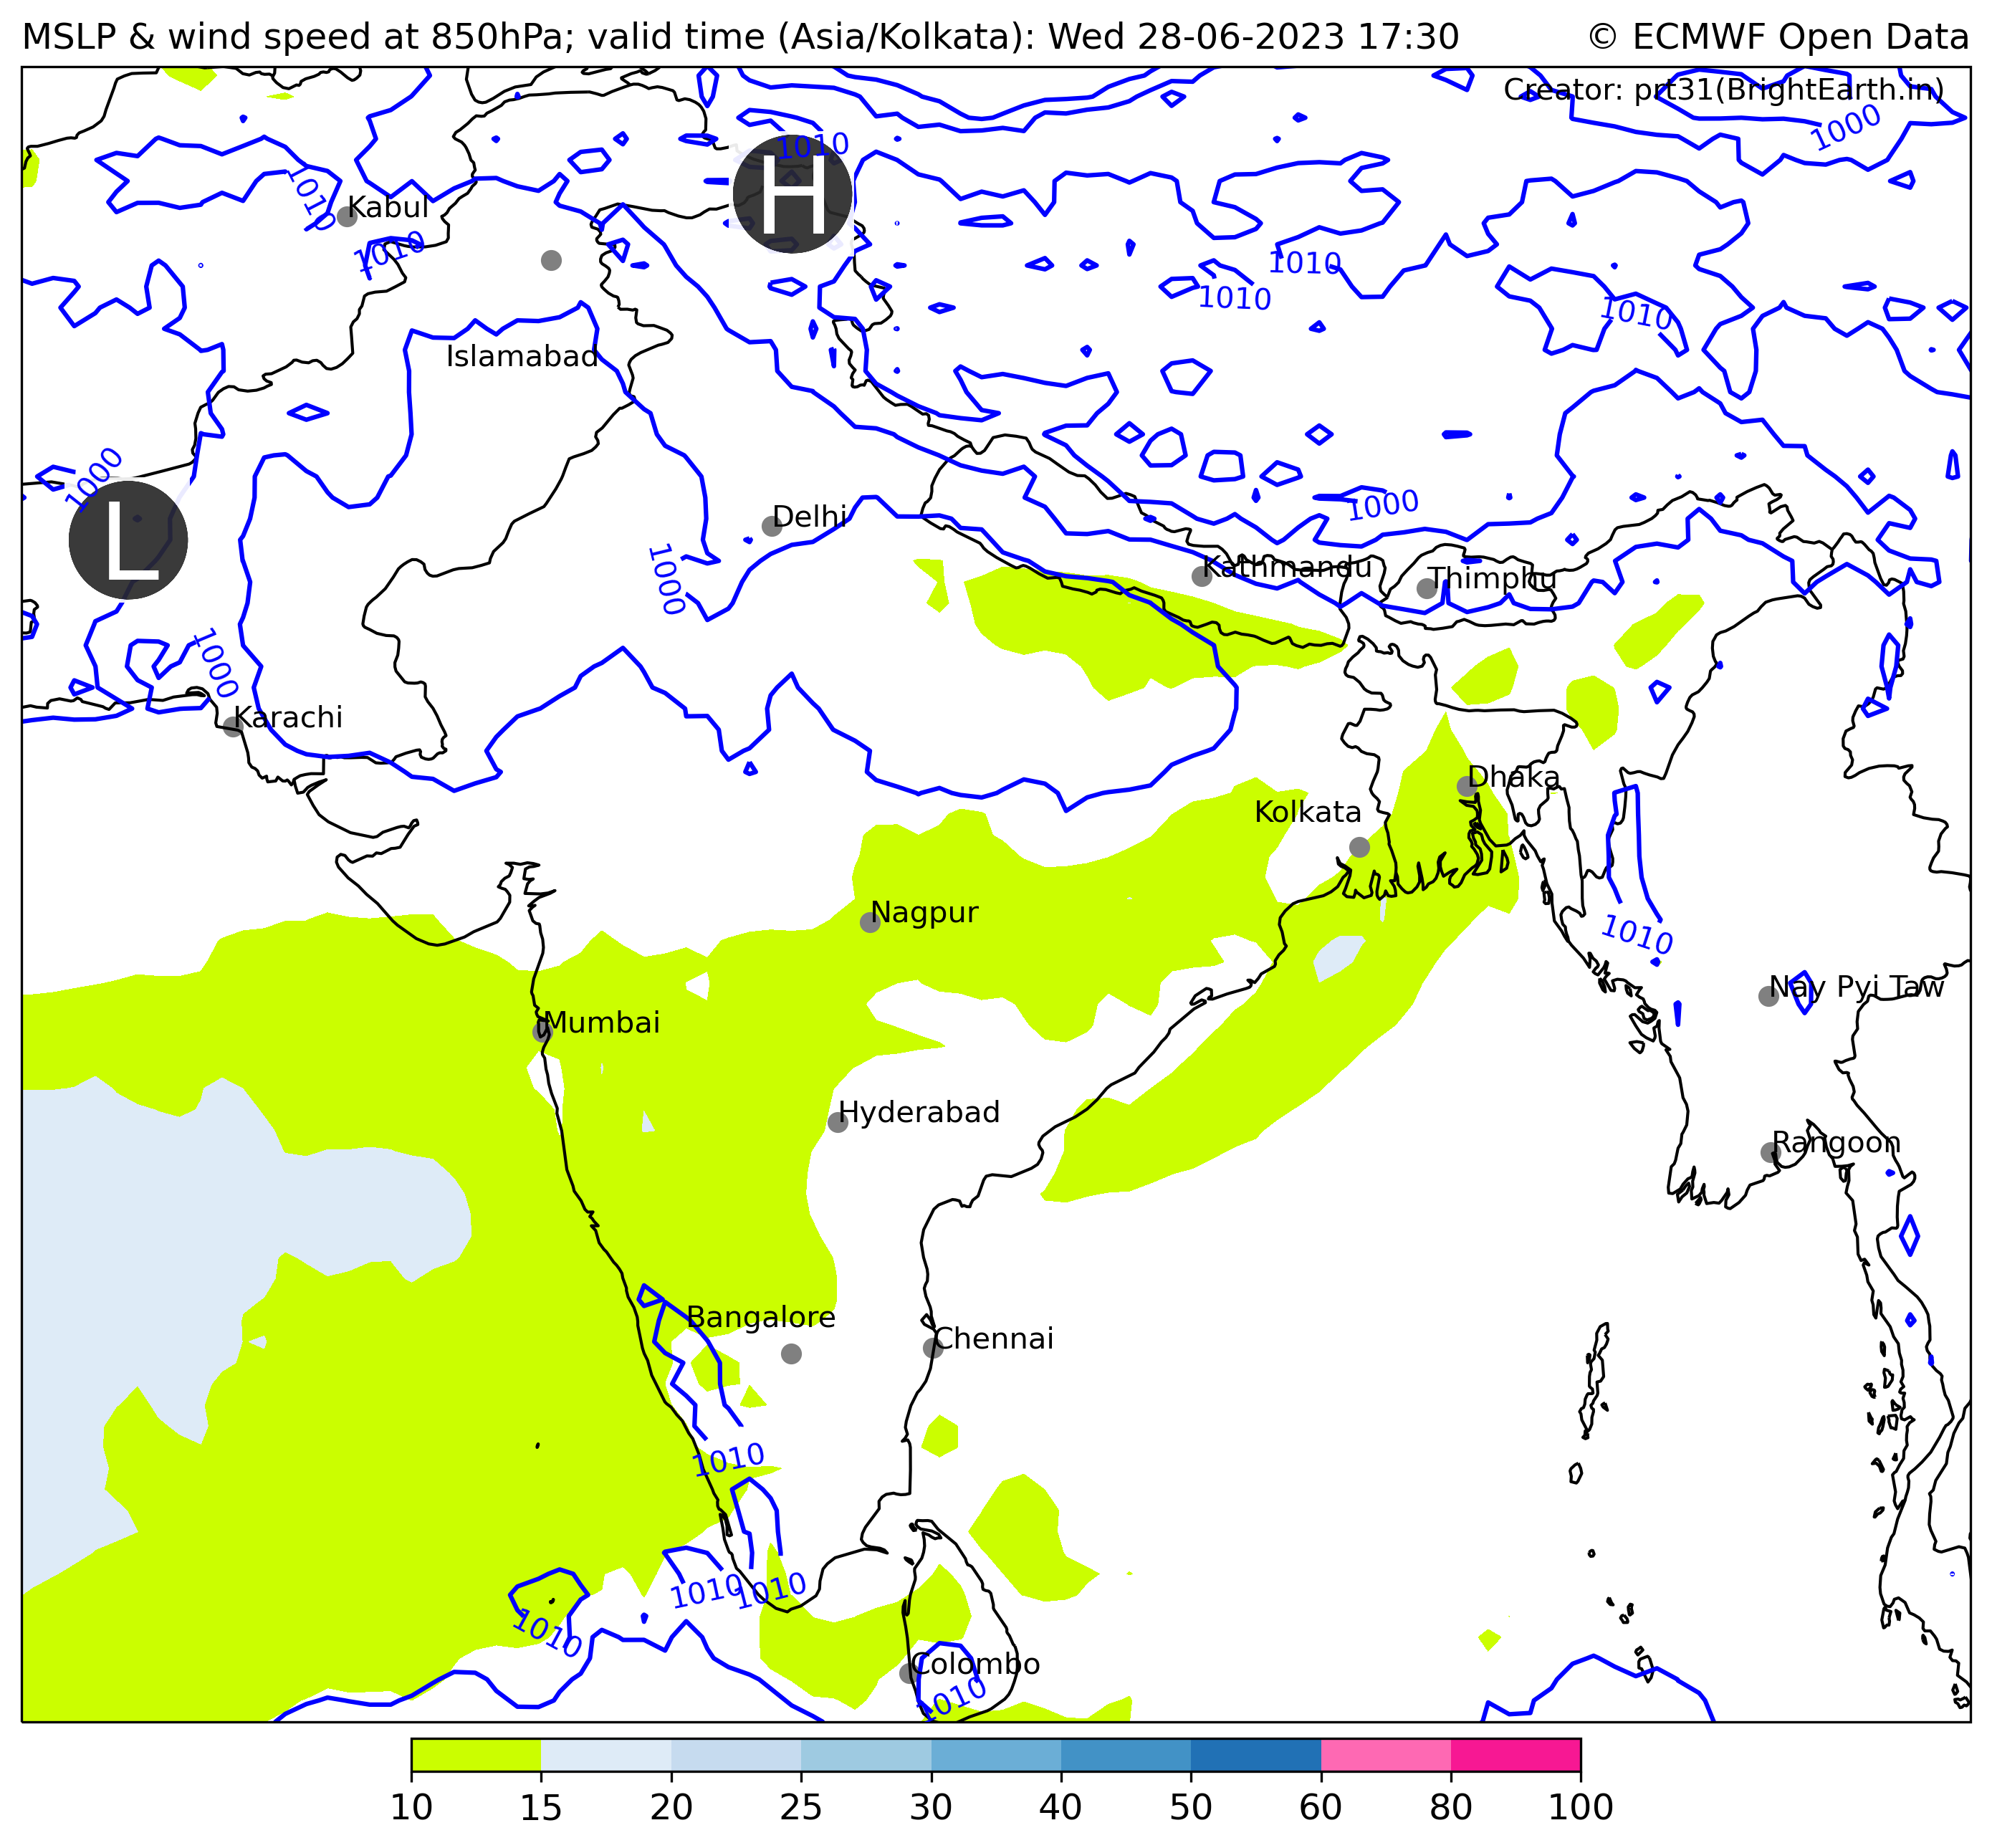 MSLP & wind speed at 850hPa; valid time (Asia/Kolkata): Wed 28-06-2023 17:30
© ECMWF Open Data
Creator: prt31(BrightEarth.in)
1000
1010
H
1010
Kabul
1010
1010
1010
1010
Islamabad
1000
1000
L
Delhi
1000
Kathmandu
Thimphu
1000
Karachi
Dhaka
Kolkata
Nagpur
1010
Nay Pyi Taw
Mumbai
Hyderabad
Rangoon
Bangalore
Chennai
1010
1010
1010
1010
Colombo
1010
10 15 20 25 30 40 50 60 80 100